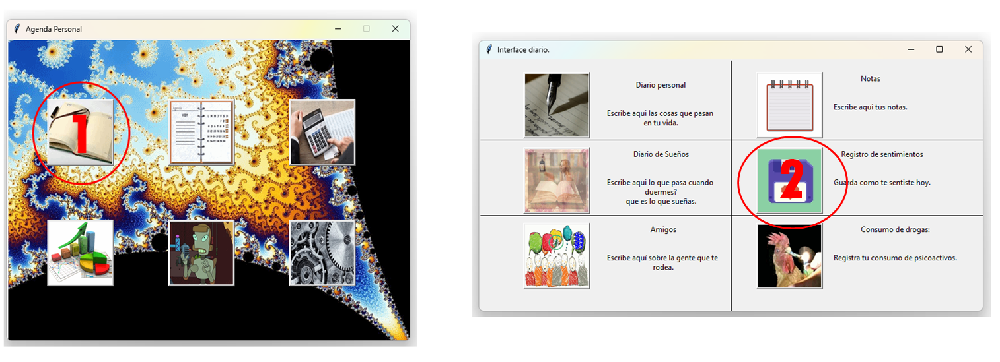 Agenda Personal
1
Agenda
HOY
L M M J V S D
Interface diario.
Diario personal
Escribe aqui las cosas que pasan
en tu vida.
Notas
Escribe aqui tus notas.
Diario de Sueños
Escribe aqui lo que pasa cuando
duermes?
que es lo que sueñas.
2
Registro de sentimientos
Guarda como te sentiste hoy.
Amigos
Escribe aquí sobre la gente que te
rodea.
Consumo de drogas:
Registra tu consumo de psicoactivos.